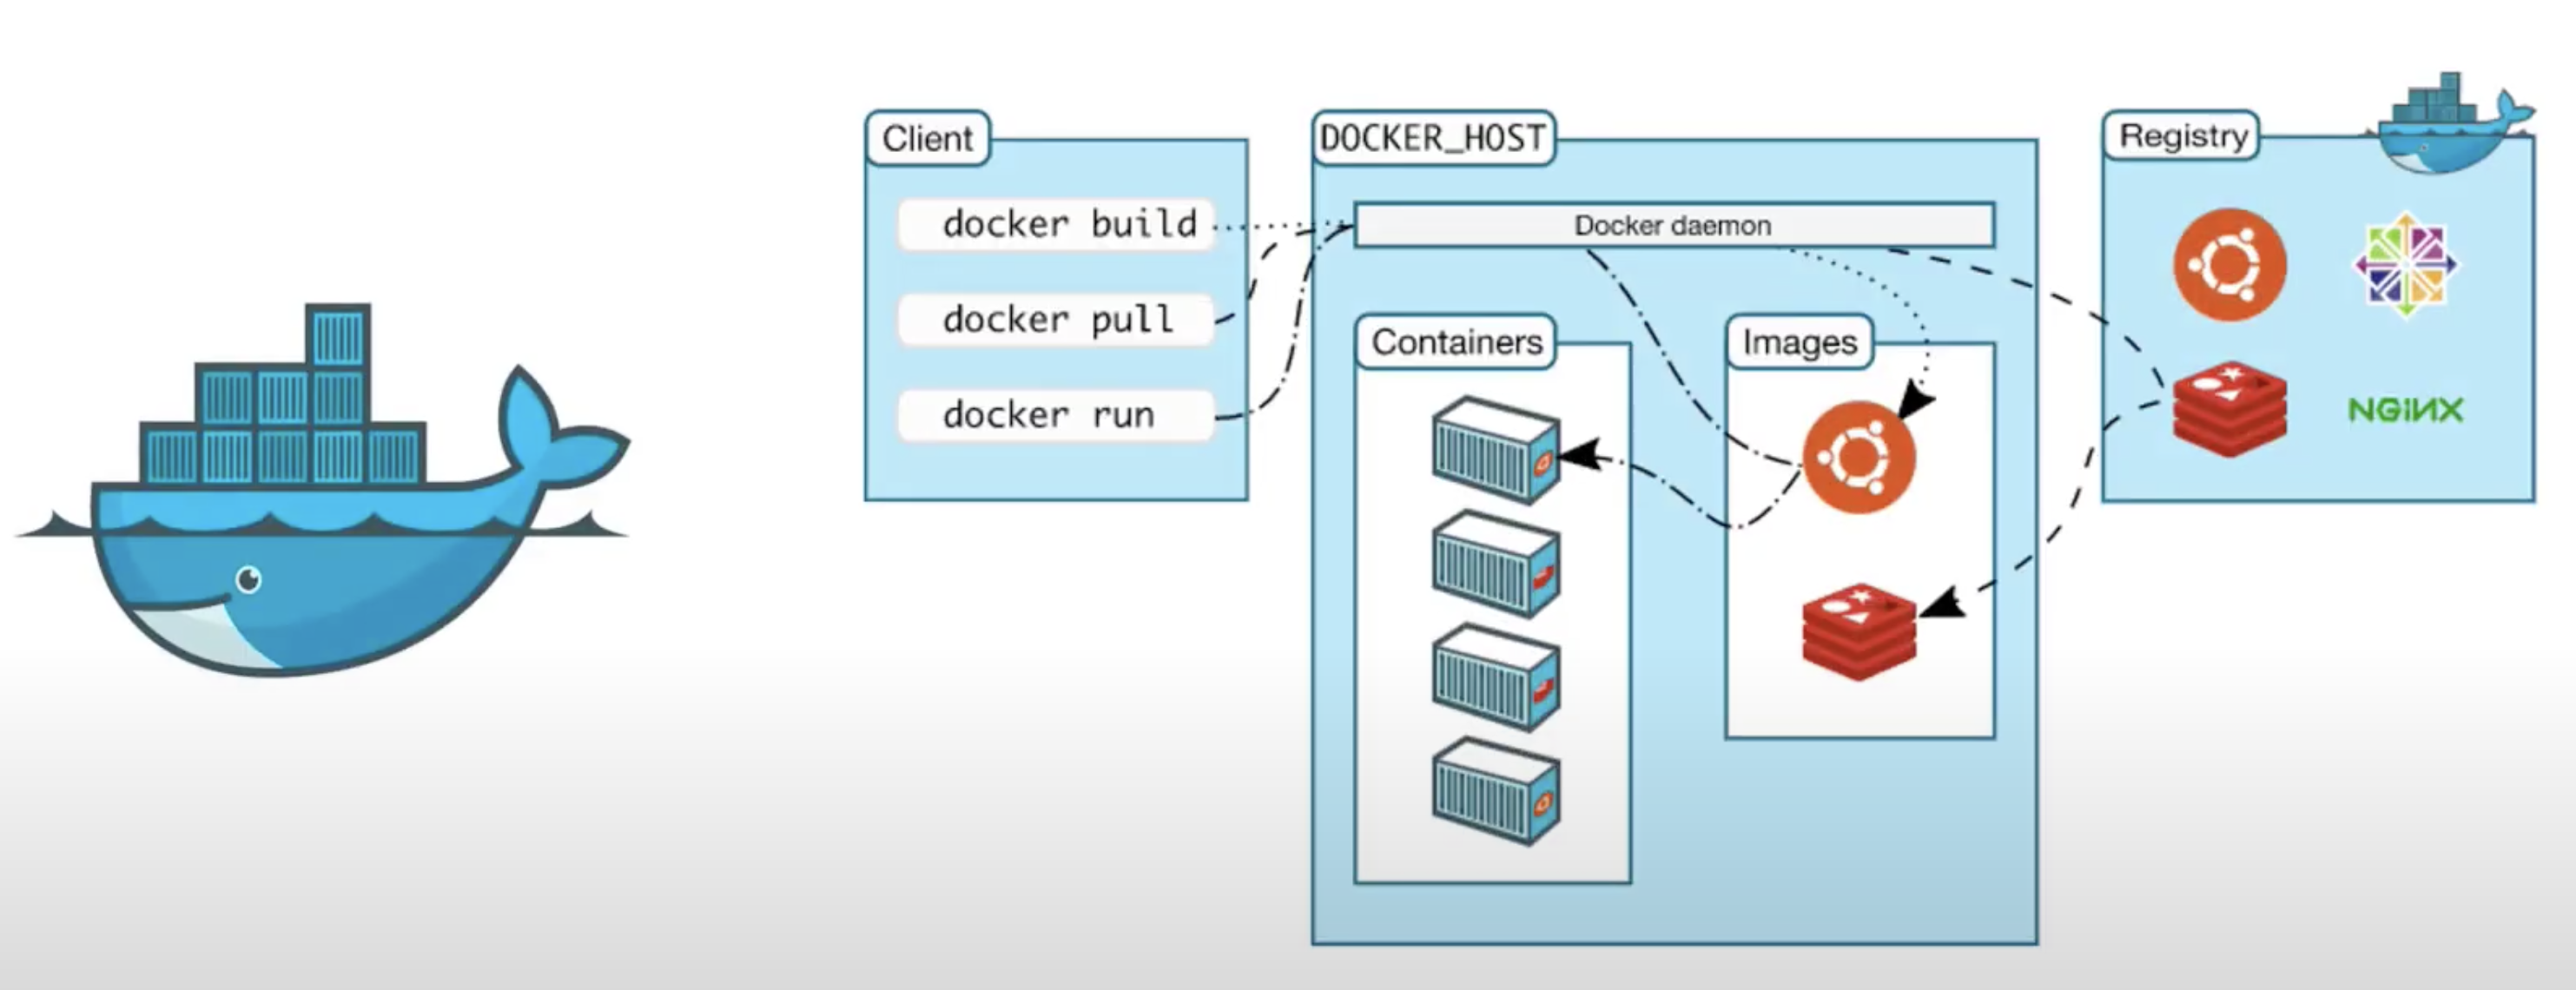 Client
docker build
docker pull
docker run
DOCKER_HOST
Docker daemon
Containers
Images
Registry
NGiNX